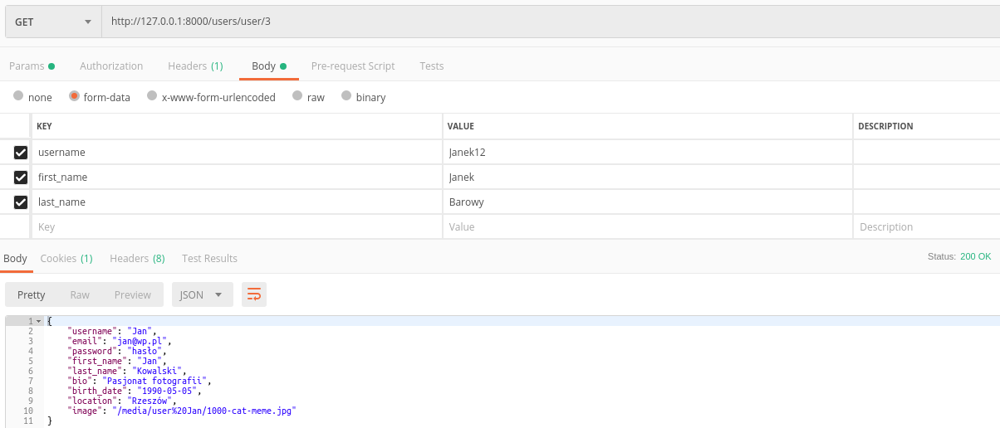 GET http://127.0.0.1:8000/users/user/3
Params Authorization Headers (1) Body Pre-request Script Tests
none form-data x-www-form-urlencoded raw binary
KEY VALUE DESCRIPTION
username Janek12
first_name Janek
last_name Barowy
Key Value Description
Body Cookies (1) Headers (8) Test Results Status: 200 OK
Pretty Raw Preview JSON
1 {
2 "username": "Jan",
3 "email": "jan@wp.pl",
4 "password": "hasło",
5 "first_name": "Jan",
6 "last_name": "Kowalski",
7 "bio": "Pasjonat fotografii",
8 "birth_date": "1990-05-05",
9 "location": "Rzeszów",
10 "image": "/media/user%20Jan/1000-cat-meme.jpg"
11 }